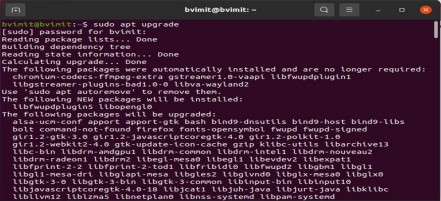 bvimit@bvimit: ~
bvimit@bvimit:~$ sudo apt upgrade
[sudo] password for bvimit:
Reading package lists... Done
Building dependency tree
Reading state information... Done
Calculating upgrade... Done
The following packages were automatically installed and are no longer required:
  chromium-codecs-ffmpeg-extra gstreamer1.0-vaapi libfwupdplugin1
  libgstreamer-plugins-bad1.0-0 libva-wayland2
Use 'sudo apt autoremove' to remove them.
The following NEW packages will be installed:
  libfwupdplugin5 libopengl0
The following packages will be upgraded:
  alsa-ucm-conf apport apport-gtk bash bind9-dnsutils bind9-host bind9-libs
  bolt command-not-found firefox fonts-opensymbol fwupd fwupd-signed
  gir1.2-gtk-3.0 gir1.2-javascriptcoregtk-4.0 gir1.2-polkit-1.0
  gir1.2-webkit2-4.0 gtk-update-icon-cache gzip klibc-utils libarchive13
  libc-bin libdrm-amdgpu1 libdrm-common libdrm-intel1 libdrm-nouveau2
  libdrm-radeon1 libdrm2 libegl-mesa0 libegl1 libevdev2 libexpat1
  libfprint-2-2 libfprint-2-tod1 libfribidi0 libfwupd2 libgbm1 libgl1
  libgl1-mesa-dri libglapi-mesa libgles2 libglvnd0 libglx-mesa0 libglx0
  libgtk-3-0 libgtk-3-bin libgtk-3-common libinput-bin libinput10
  libjavascriptcoregtk-4.0-18 libjcat1 libjuh-java libjurt-java libklibc
  libllvm12 liblzma5 libnetplan0 libnss-systemd libpam-systemd